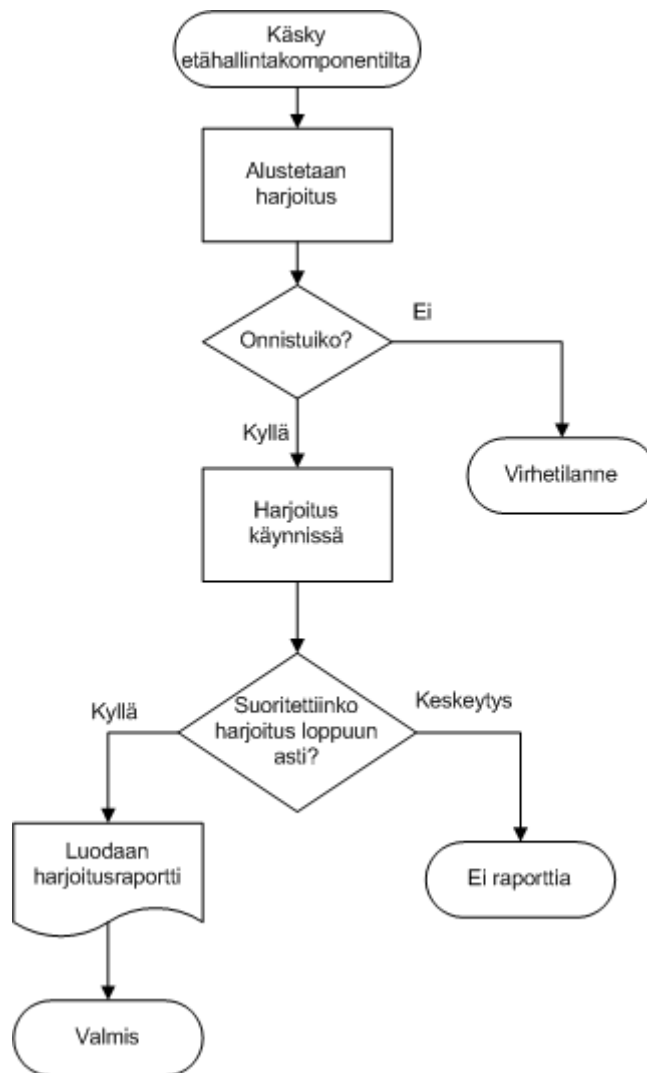 Käsky
etähallintakomponentilta
Alustetaan
harjoitus
Onnistuiko?
Ei
Kyllä
Virhetilanne
Harjoitus
käynnissä
Suoritettiinko
harjoitus loppuun
asti?
Kyllä
Keskeytys
Luodaan
harjoitusraportti
Ei raporttia
Valmis